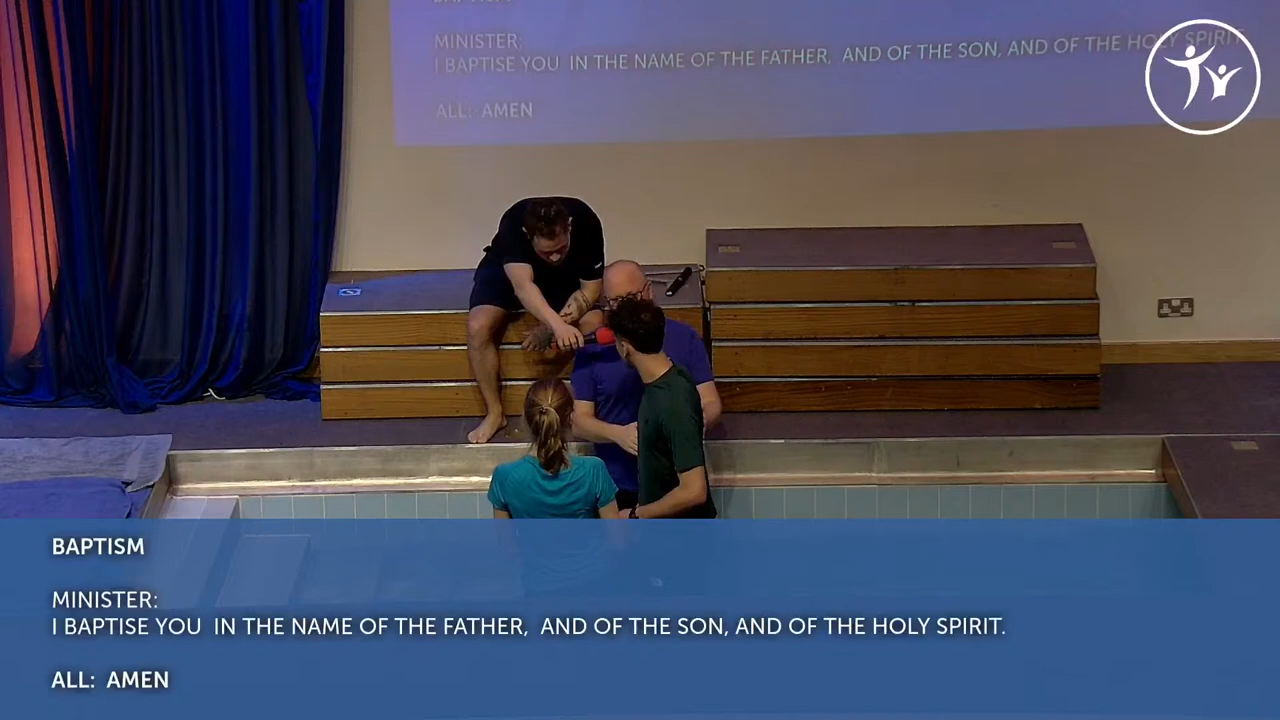 MINISTER:
I BAPTISE YOU IN THE NAME OF THE FATHER, AND OF THE SON, AND OF THE HOLY SPIRIT.
ALL: AMEN
BAPTISM
MINISTER:
I BAPTISE YOU IN THE NAME OF THE FATHER, AND OF THE SON, AND OF THE HOLY SPIRIT.
ALL: AMEN